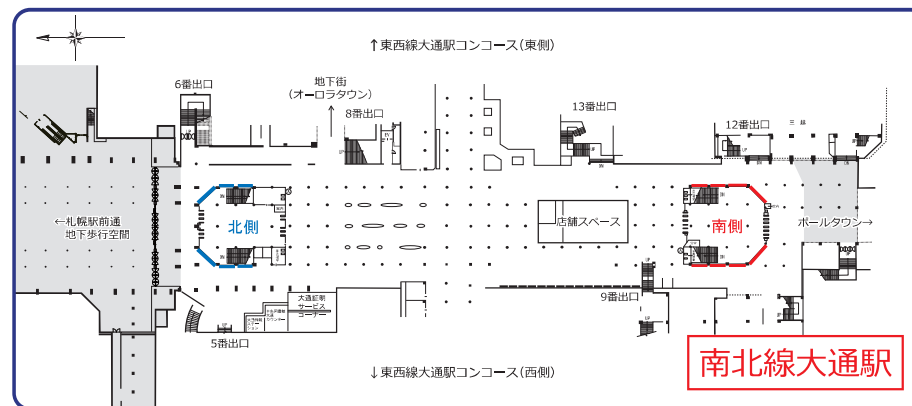 ↑東西線大通駅コンコース(東側)
6番出口
地下街
(オーロラタウン)
8番出口
13番出口
12番出口
三越
←札幌駅前通
地下歩行空間
北側
店舗スペース
南側
ポールタウン→
大通証明
サービス
コーナー
5番出口
9番出口
↓東西線大通駅コンコース(西側)
南北線大通駅